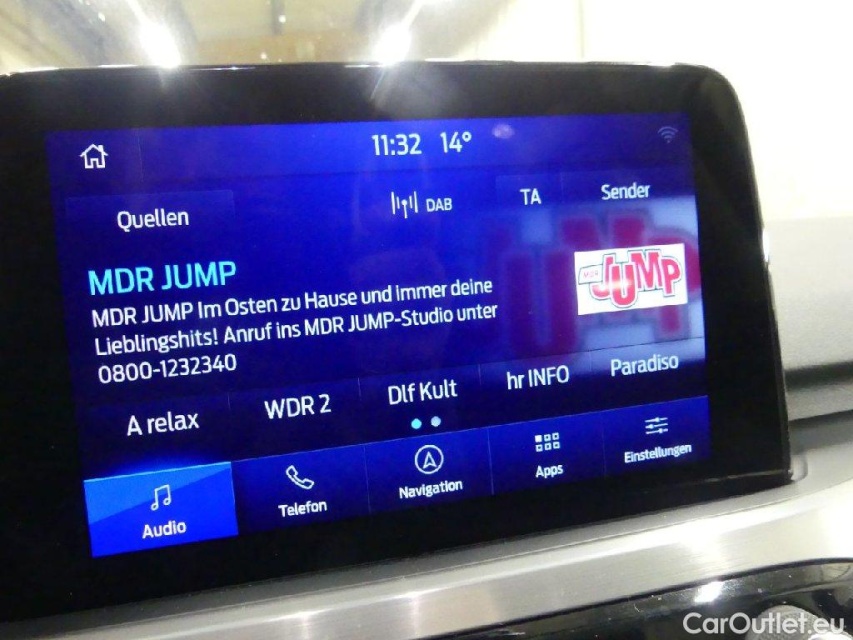 11:32 14°
Quellen
DAB
TA
Sender
MDR JUMP
MDR JUMP Im Osten zu Hause und immer deine
Lieblingshits! Anruf ins MDR JUMP-Studio unter
0800-1232340
MDR
JUMP
A relax
WDR 2
Dlf Kult
hr INFO
Paradiso
Audio
Telefon
Navigation
Apps
Einstellungen
CarOutlet.eu